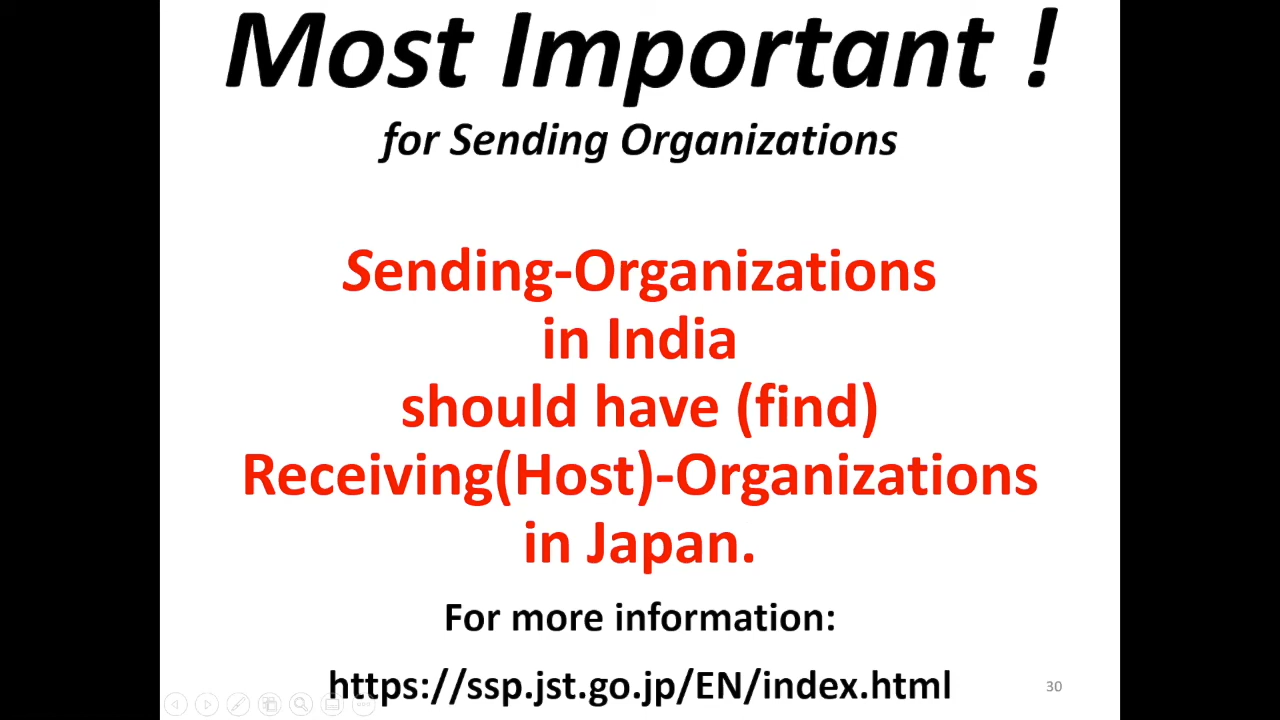 Most Important !
for Sending Organizations
Sending-Organizations
in India
should have (find)
Receiving(Host)-Organizations
in Japan.
For more information:
https://ssp.jst.go.jp/EN/index.html
30